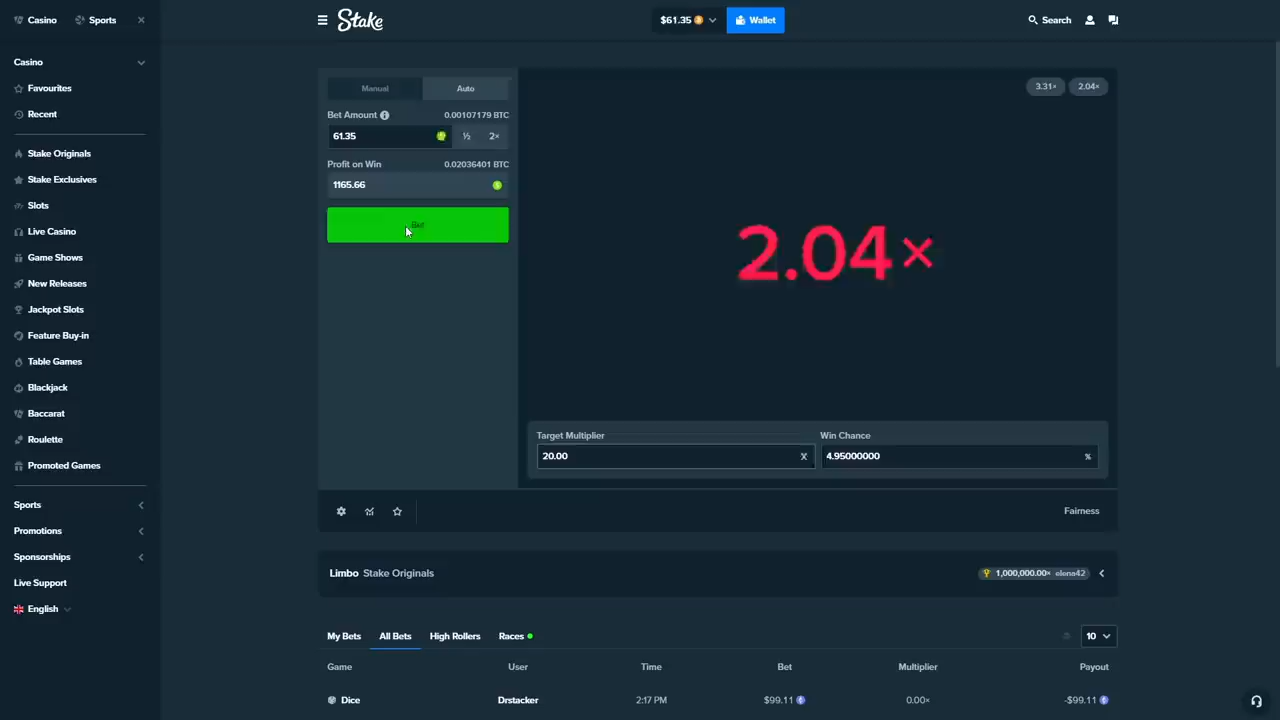 Casino
Sports
Stake
$61.35
Wallet
Search
Casino
Favourites
Recent
Stake Originals
Stake Exclusives
Slots
Live Casino
Game Shows
New Releases
Jackpot Slots
Feature Buy-in
Table Games
Blackjack
Baccarat
Roulette
Promoted Games
Sports
Promotions
Sponsorships
Live Support
English
Manual
Auto
Bet Amount
0.00107179 BTC
61.35
½
2×
Profit on Win
0.02036401 BTC
1165.66
Bet
3.31×
2.04×
2.04×
Target Multiplier
Win Chance
20.00
4.95000000
%
Fairness
Limbo Stake Originals
1,000,000.00× elena42
My Bets
All Bets
High Rollers
Races
10
Game User Time Bet Multiplier Payout
Dice Drstacker 2:17 PM $99.11 0.00× -$99.11